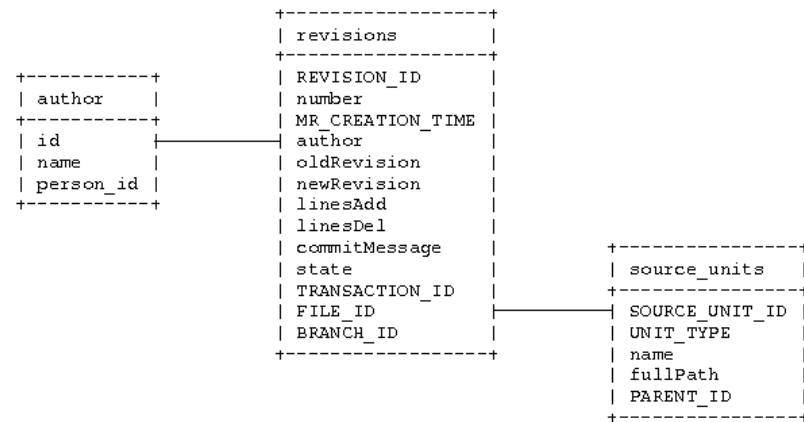 revisions
REVISION_ID
number
MR_CREATION_TIME
author
oldRevision
newRevision
linesAdd
linesDel
commitMessage
state
TRANSACTION_ID
FILE_ID
BRANCH_ID
author
id
name
person_id
source_units
SOURCE_UNIT_ID
UNIT_TYPE
name
fullPath
PARENT_ID